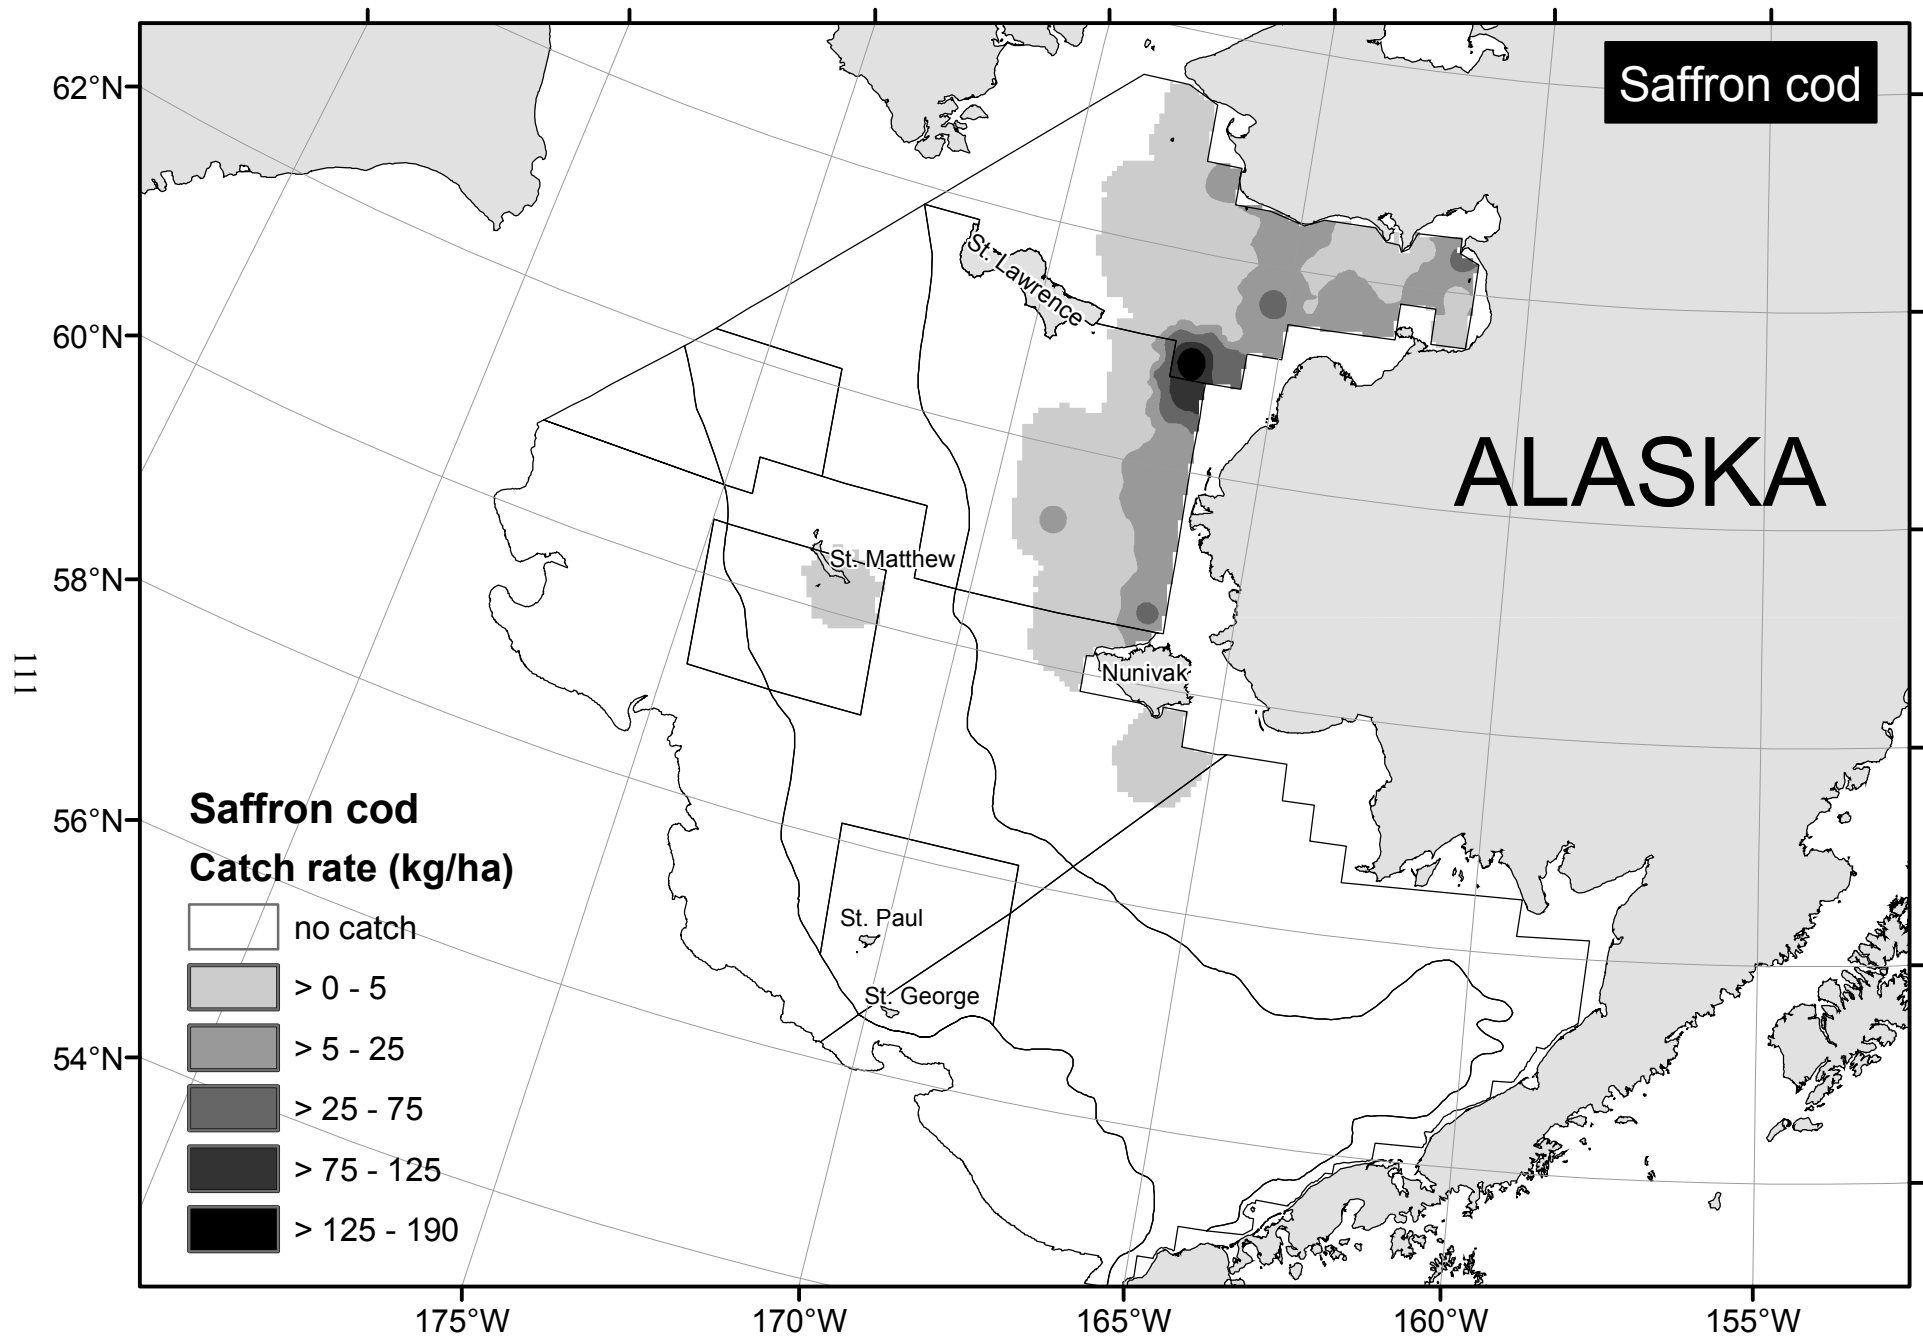 Saffron cod
62°N
60°N
58°N
56°N
54°N
St. Lawrence
ALASKA
St. Matthew
Nunivak
St. Paul
St. George
111
Saffron cod
Catch rate (kg/ha)
no catch
> 0 - 5
> 5 - 25
> 25 - 75
> 75 - 125
> 125 - 190
175°W
170°W
165°W
160°W
155°W